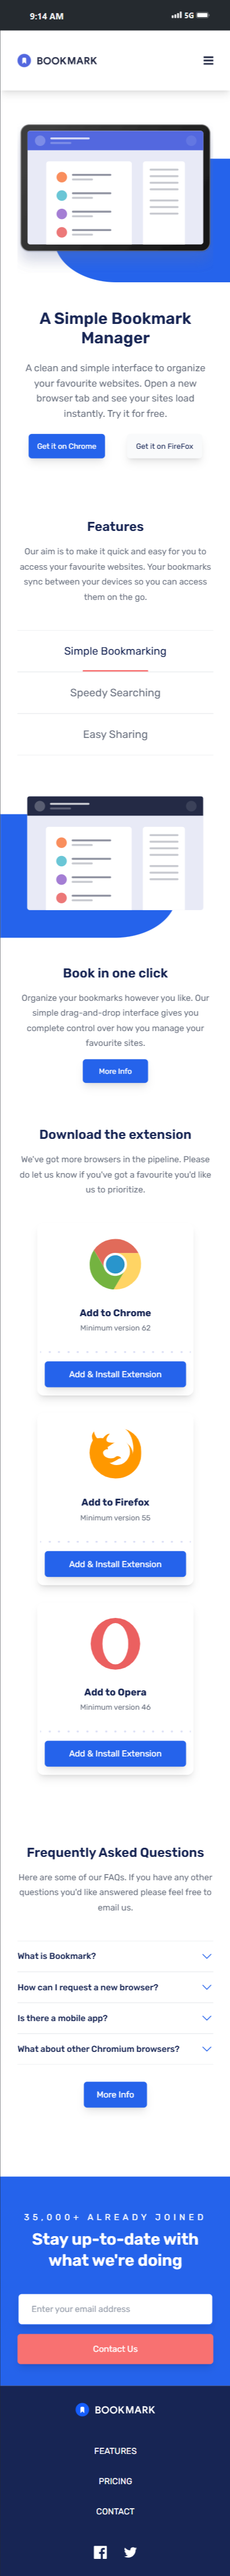 9:14 AM
5G
BOOKMARK
A Simple Bookmark
Manager
A clean and simple interface to organize
your favourite websites. Open a new
browser tab and see your sites load
instantly. Try it for free.
Get it on Chrome
Get it on FireFox
Features
Our aim is to make it quick and easy for you to
access your favourite websites. Your bookmarks
sync between your devices so you can access
them on the go.
Simple Bookmarking
Speedy Searching
Easy Sharing
Book in one click
Organize your bookmarks however you like. Our
simple drag-and-drop interface gives you
complete control over how you manage your
favourite sites.
More Info
Download the extension
We've got more browsers in the pipeline. Please
do let us know if you've got a favourite you'd like
us to prioritize.
Add to Chrome
Minimum version 62
Add & Install Extension
Add to Firefox
Minimum version 55
Add & Install Extension
Add to Opera
Minimum version 46
Add & Install Extension
Frequently Asked Questions
Here are some of our FAQs. If you have any other
questions you'd like answered please feel free to
email us.
What is Bookmark?
How can I request a new browser?
Is there a mobile app?
What about other Chromium browsers?
More Info
35,000+ ALREADY JOINED
Stay up-to-date with
what we're doing
Enter your email address
Contact Us
BOOKMARK
FEATURES
PRICING
CONTACT